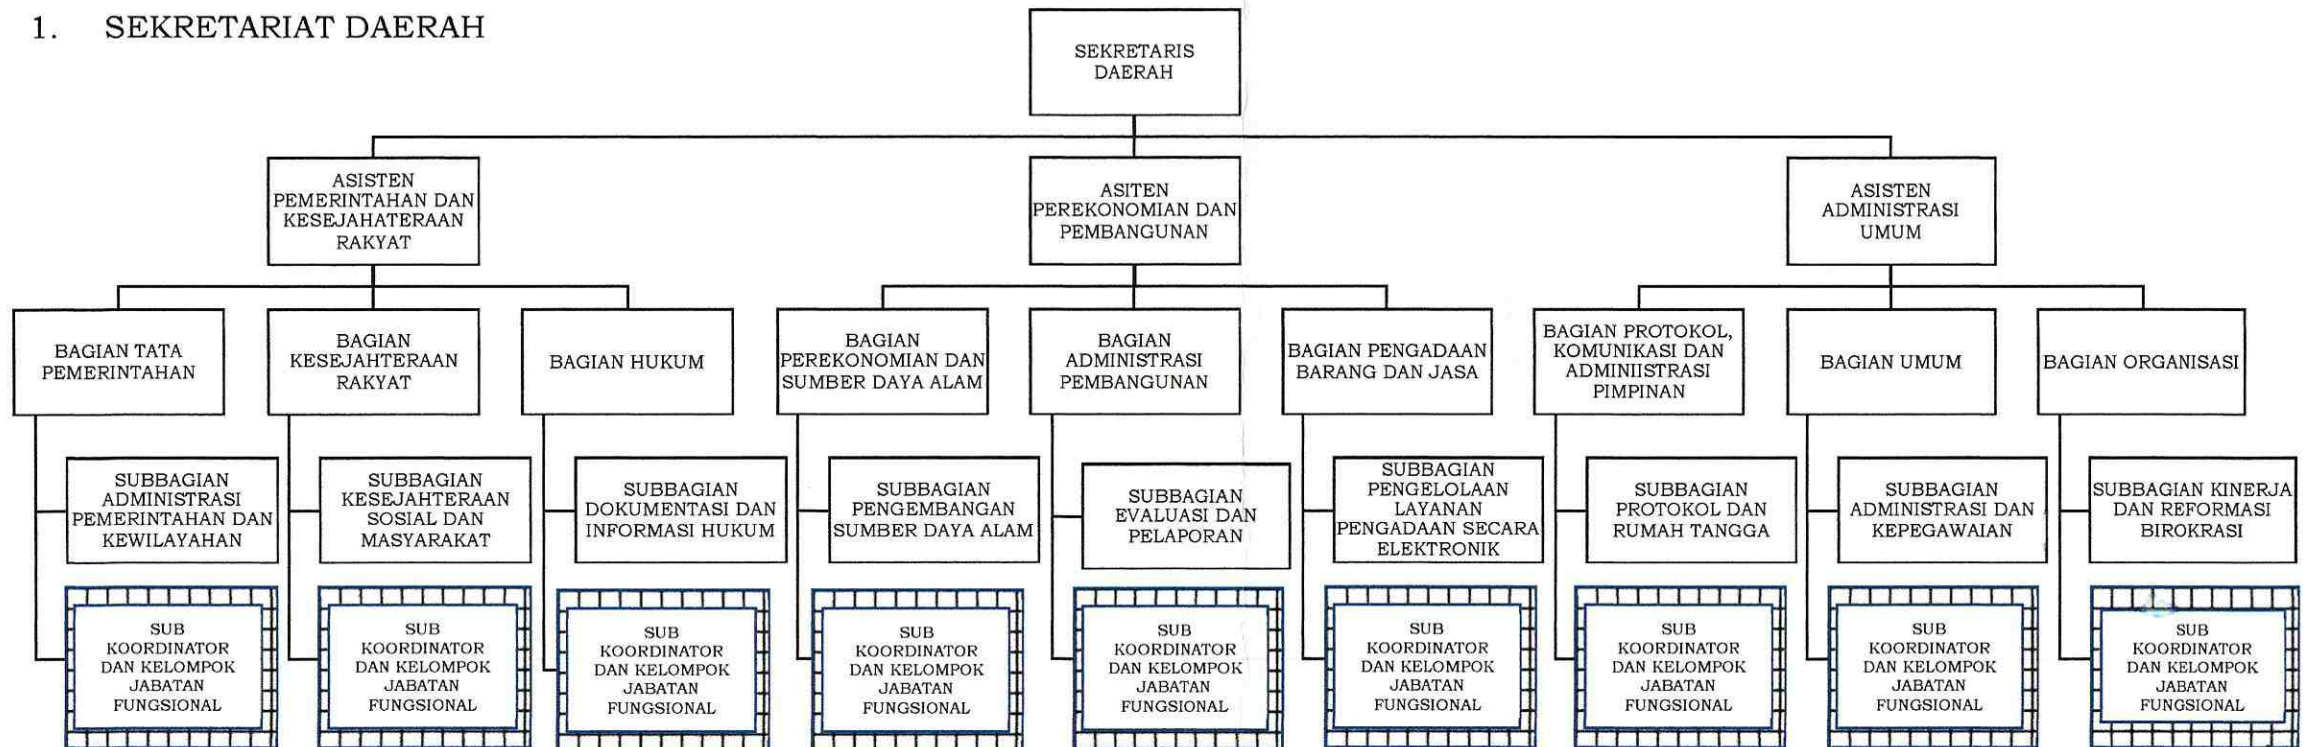 1. SEKRETARIAT DAERAH
SEKRETARIS
DAERAH
ASISTEN
PEMERINTAHAN DAN
KESEJAHATERAAN
RAKYAT
ASITEN
PEREKONOMIAN DAN
PEMBANGUNAN
ASISTEN
ADMINISTRASI
UMUM
BAGIAN TATA
PEMERINTAHAN
BAGIAN
KESEJAHTERAAN
RAKYAT
BAGIAN HUKUM
BAGIAN
PEREKONOMIAN DAN
SUMBER DAYA ALAM
BAGIAN
ADMINISTRASI
PEMBANGUNAN
BAGIAN PENGADAAN
BARANG DAN JASA
BAGIAN PROTOKOL,
KOMUNIKASI DAN
ADMINIISTRASI
PIMPINAN
BAGIAN UMUM
BAGIAN ORGANISASI
SUBBAGIAN
ADMINISTRASI
PEMERINTAHAN DAN
KEWILAYAHAN
SUBBAGIAN
KESEJAHTERAAN
SOSIAL DAN
MASYARAKAT
SUBBAGIAN
DOKUMENTASI DAN
INFORMASI HUKUM
SUBBAGIAN
PENGEMBANGAN
SUMBER DAYA ALAM
SUBBAGIAN
EVALUASI DAN
PELAPORAN
SUBBAGIAN
PENGELOLAAN
LAYANAN
PENGADAAN SECARA
ELEKTRONIK
SUBBAGIAN
PROTOKOL DAN
RUMAH TANGGA
SUBBAGIAN
ADMINISTRASI DAN
KEPEGAWAIAN
SUBBAGIAN KINERJA
DAN REFORMASI
BIROKRASI
SUB
KOORDINATOR
DAN KELOMPOK
JABATAN
FUNGSIONAL
SUB
KOORDINATOR
DAN KELOMPOK
JABATAN
FUNGSIONAL
SUB
KOORDINATOR
DAN KELOMPOK
JABATAN
FUNGSIONAL
SUB
KOORDINATOR
DAN KELOMPOK
JABATAN
FUNGSIONAL
SUB
KOORDINATOR
DAN KELOMPOK
JABATAN
FUNGSIONAL
SUB
KOORDINATOR
DAN KELOMPOK
JABATAN
FUNGSIONAL
SUB
KOORDINATOR
DAN KELOMPOK
JABATAN
FUNGSIONAL
SUB
KOORDINATOR
DAN KELOMPOK
JABATAN
FUNGSIONAL
SUB
KOORDINATOR
DAN KELOMPOK
JABATAN
FUNGSIONAL